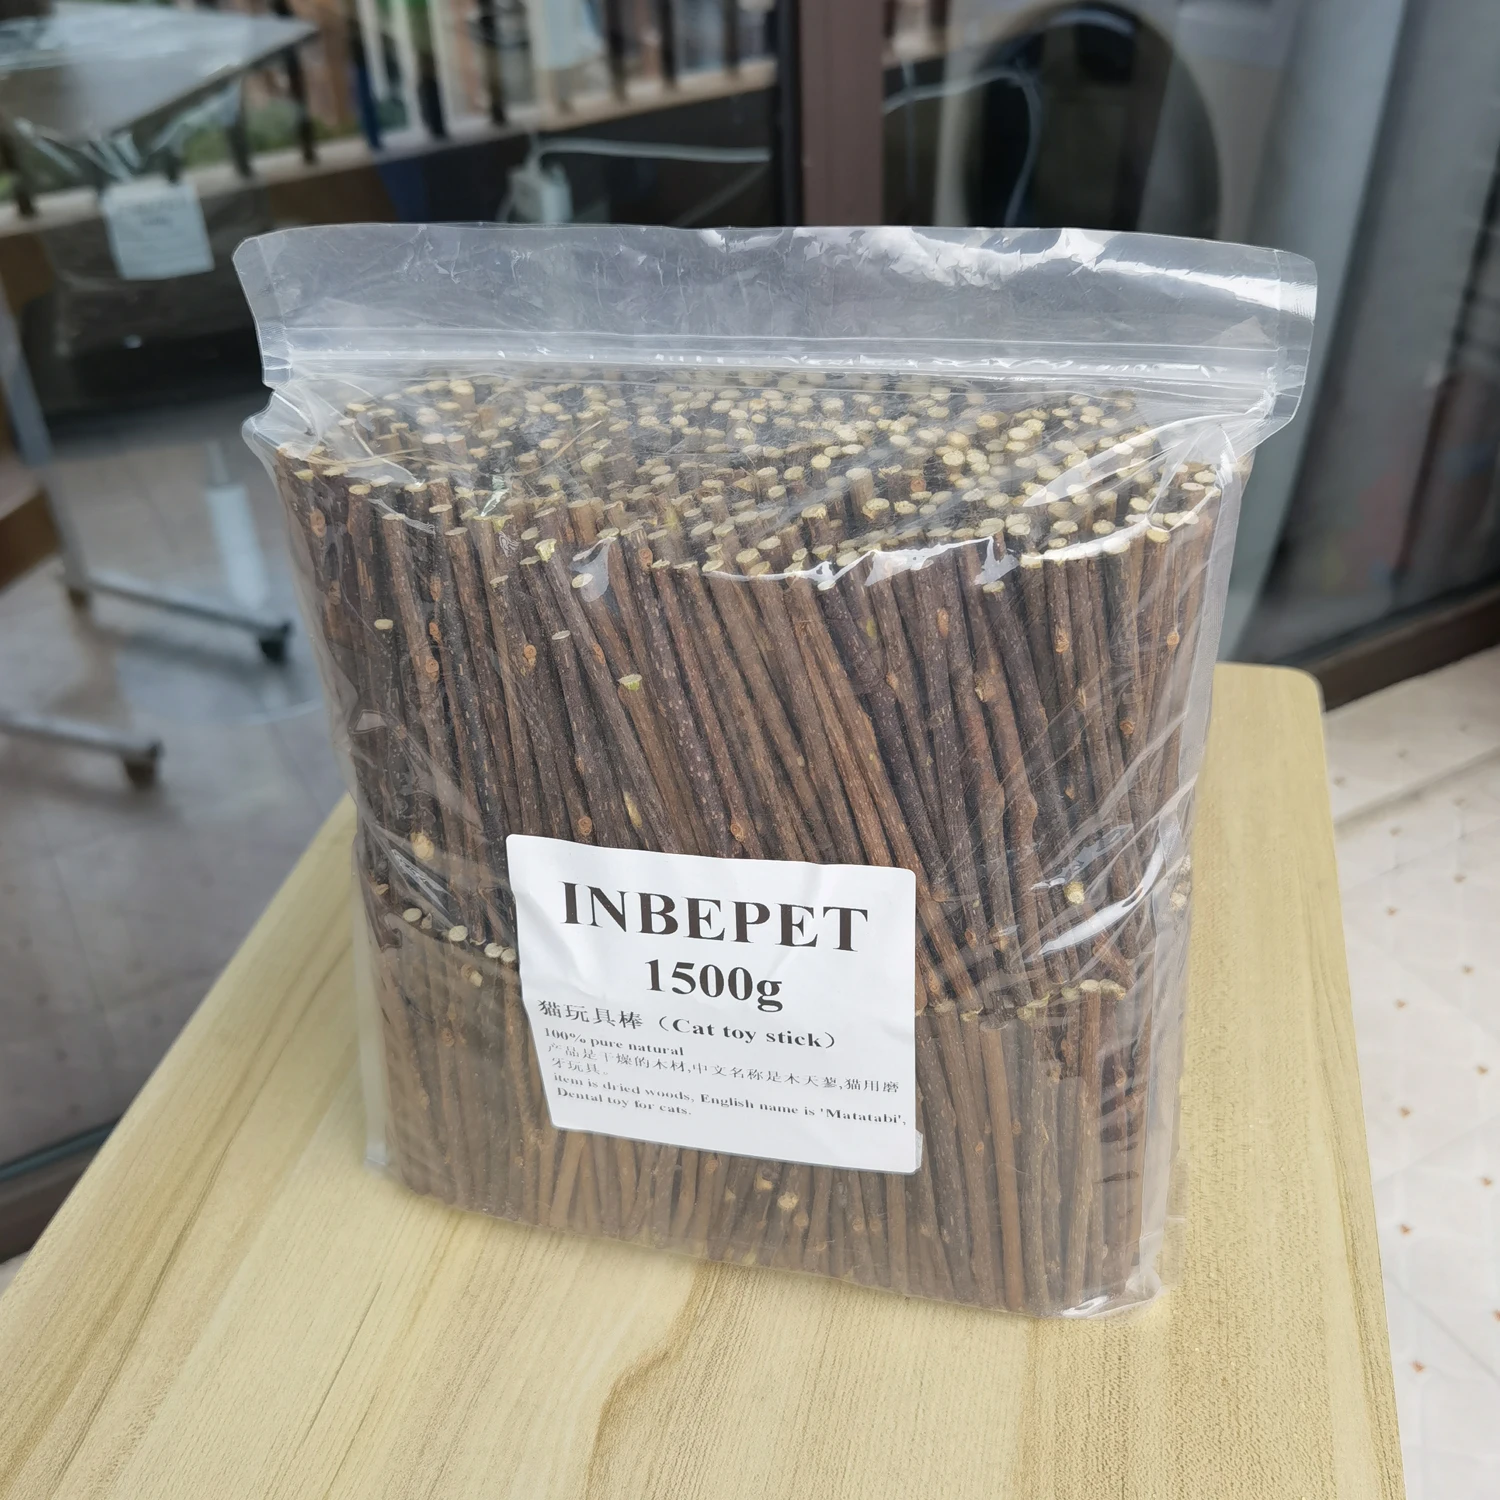 INBEPET
1500g
猫玩具棒（Cat toy stick）
100% pure natural
产品是干燥的木材,中文名称是木天蓼,猫用磨
牙玩具。
item is dried woods, English name is 'Matatabi',
Dental toy for cats.